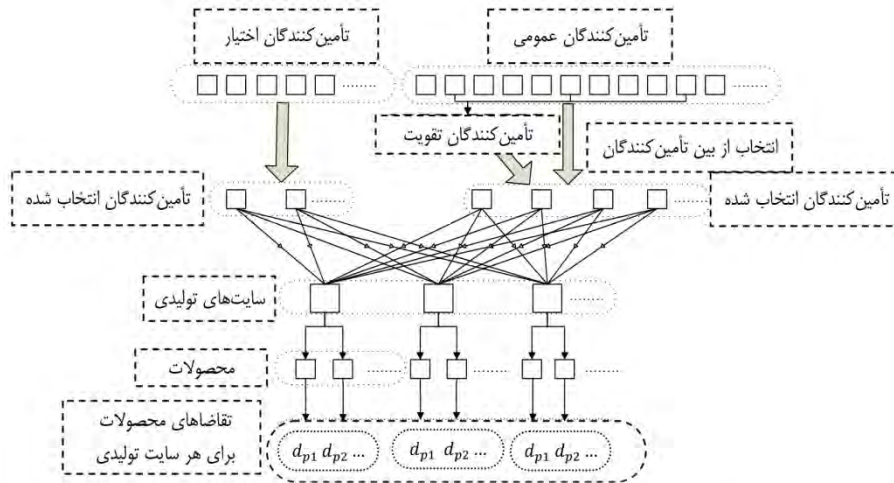 تأمین‌کنندگان عمومی
تأمین‌کنندگان اختیار
........
........
تأمین‌کنندگان تقویت
انتخاب از بین تأمین‌کنندگان
تأمین‌کنندگان انتخاب شده
........
........
تأمین‌کنندگان انتخاب شده
سایت‌های تولیدی
........
محصولات
........
........
........
تقاضاهای محصولات
برای هر سایت تولیدی
d_{p1} d_{p2} ...
d_{p1} d_{p2} ...
d_{p1} d_{p2} ...